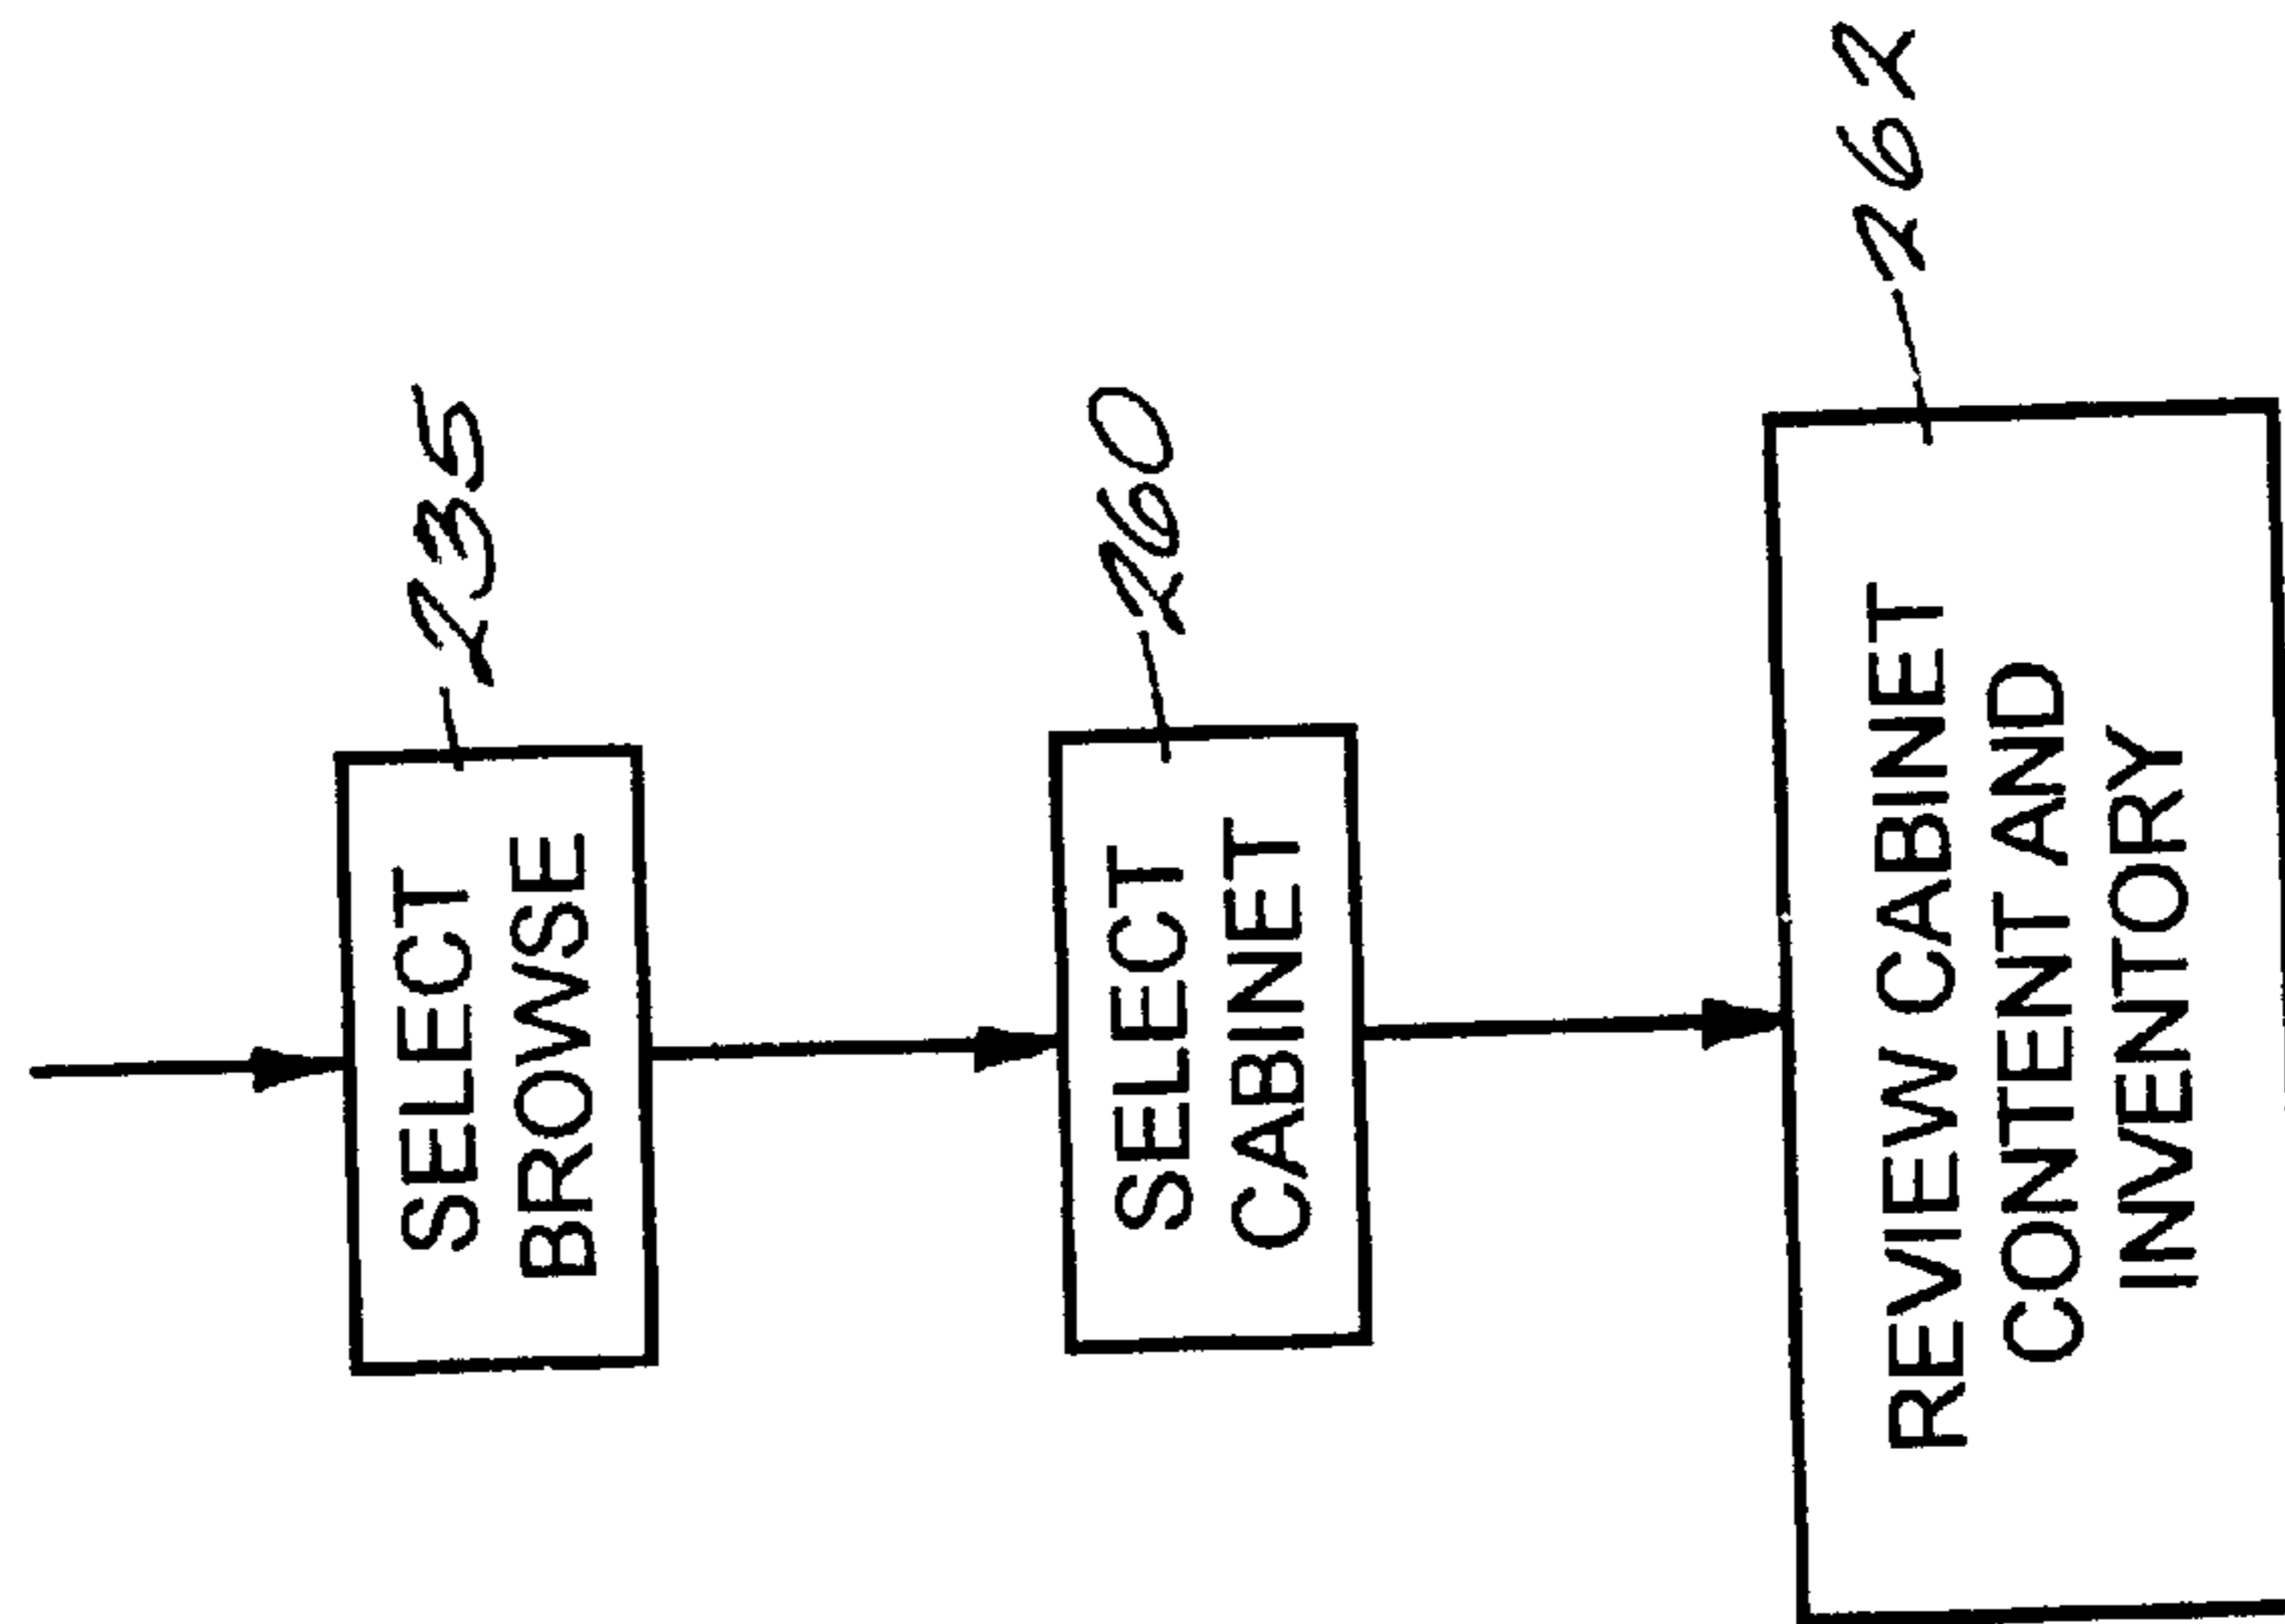 235
SELECT
BROWSE
260
SELECT
CABINET
262
REVIEW CABINET
CONTENT AND
INVENTORY